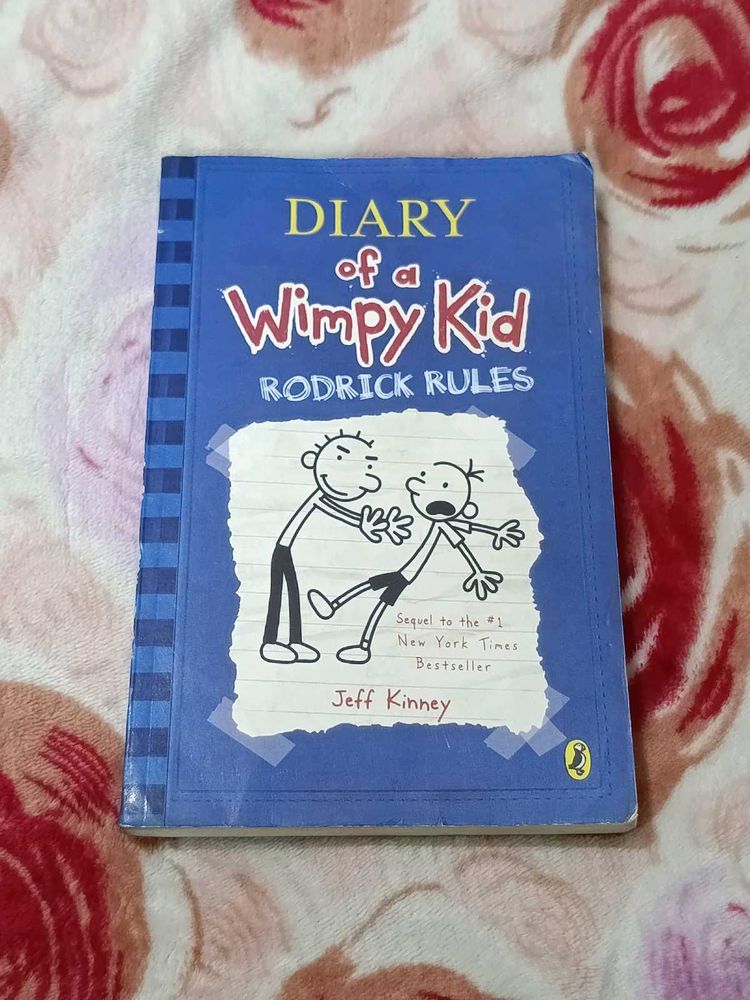 DIARY
of a
Wimpy Kid
RODRICK RULES
Sequel to the #1
New York Times
Bestseller
Jeff Kinney